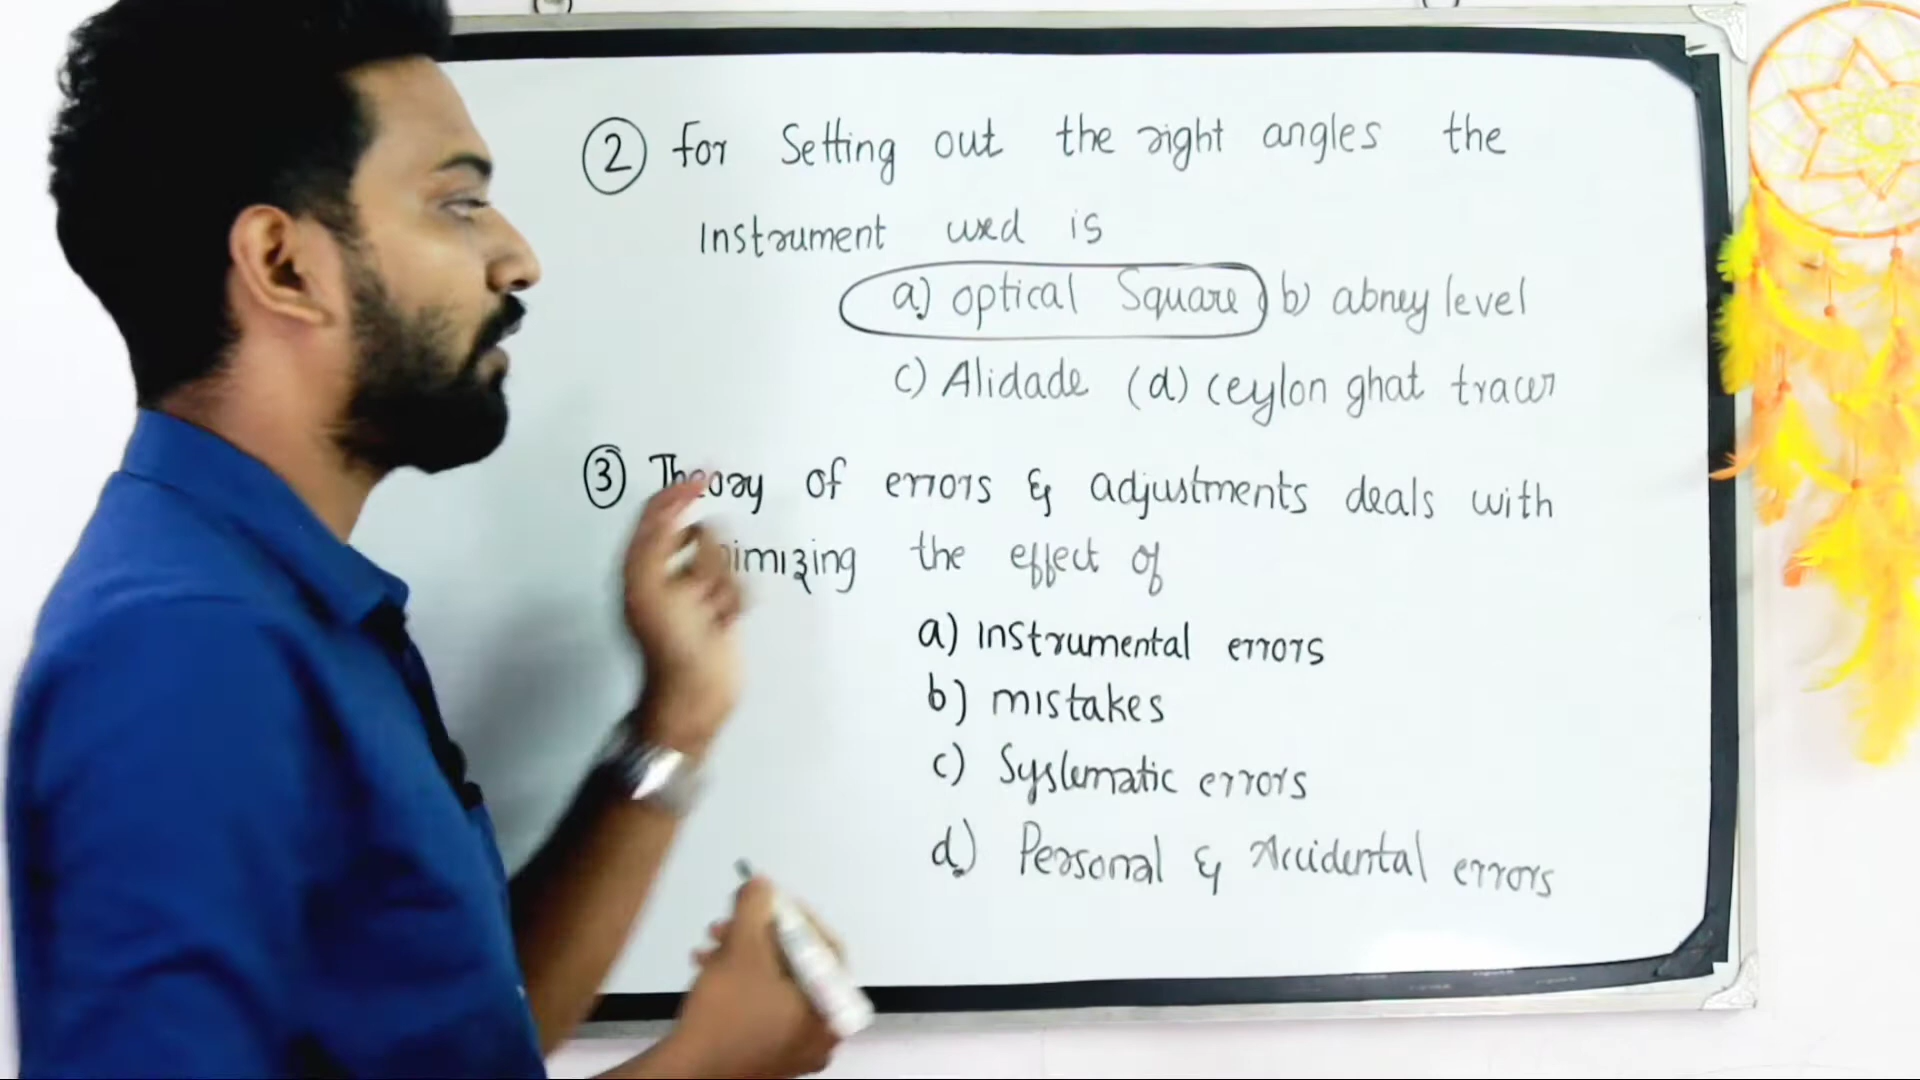 2 for Setting out the right angles the
Instrument used is
a) optical Square b) abney level
c) Alidade (d) Ceylon ghat tracer
3 Theory of errors & adjustments deals with
the effect of
a) Instrumental errors
b) mistakes
c) Systematic errors
d) Personal & Accidental errors